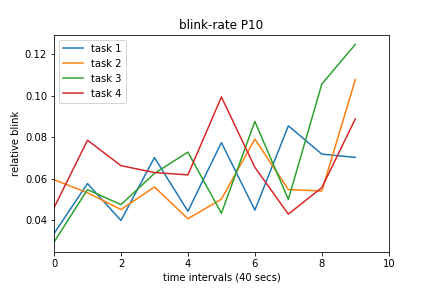 blink-rate P10
task 1
task 2
task 3
task 4
relative blink
0.12
0.10
0.08
0.06
0.04
0 2 4 6 8 10
time intervals (40 secs)